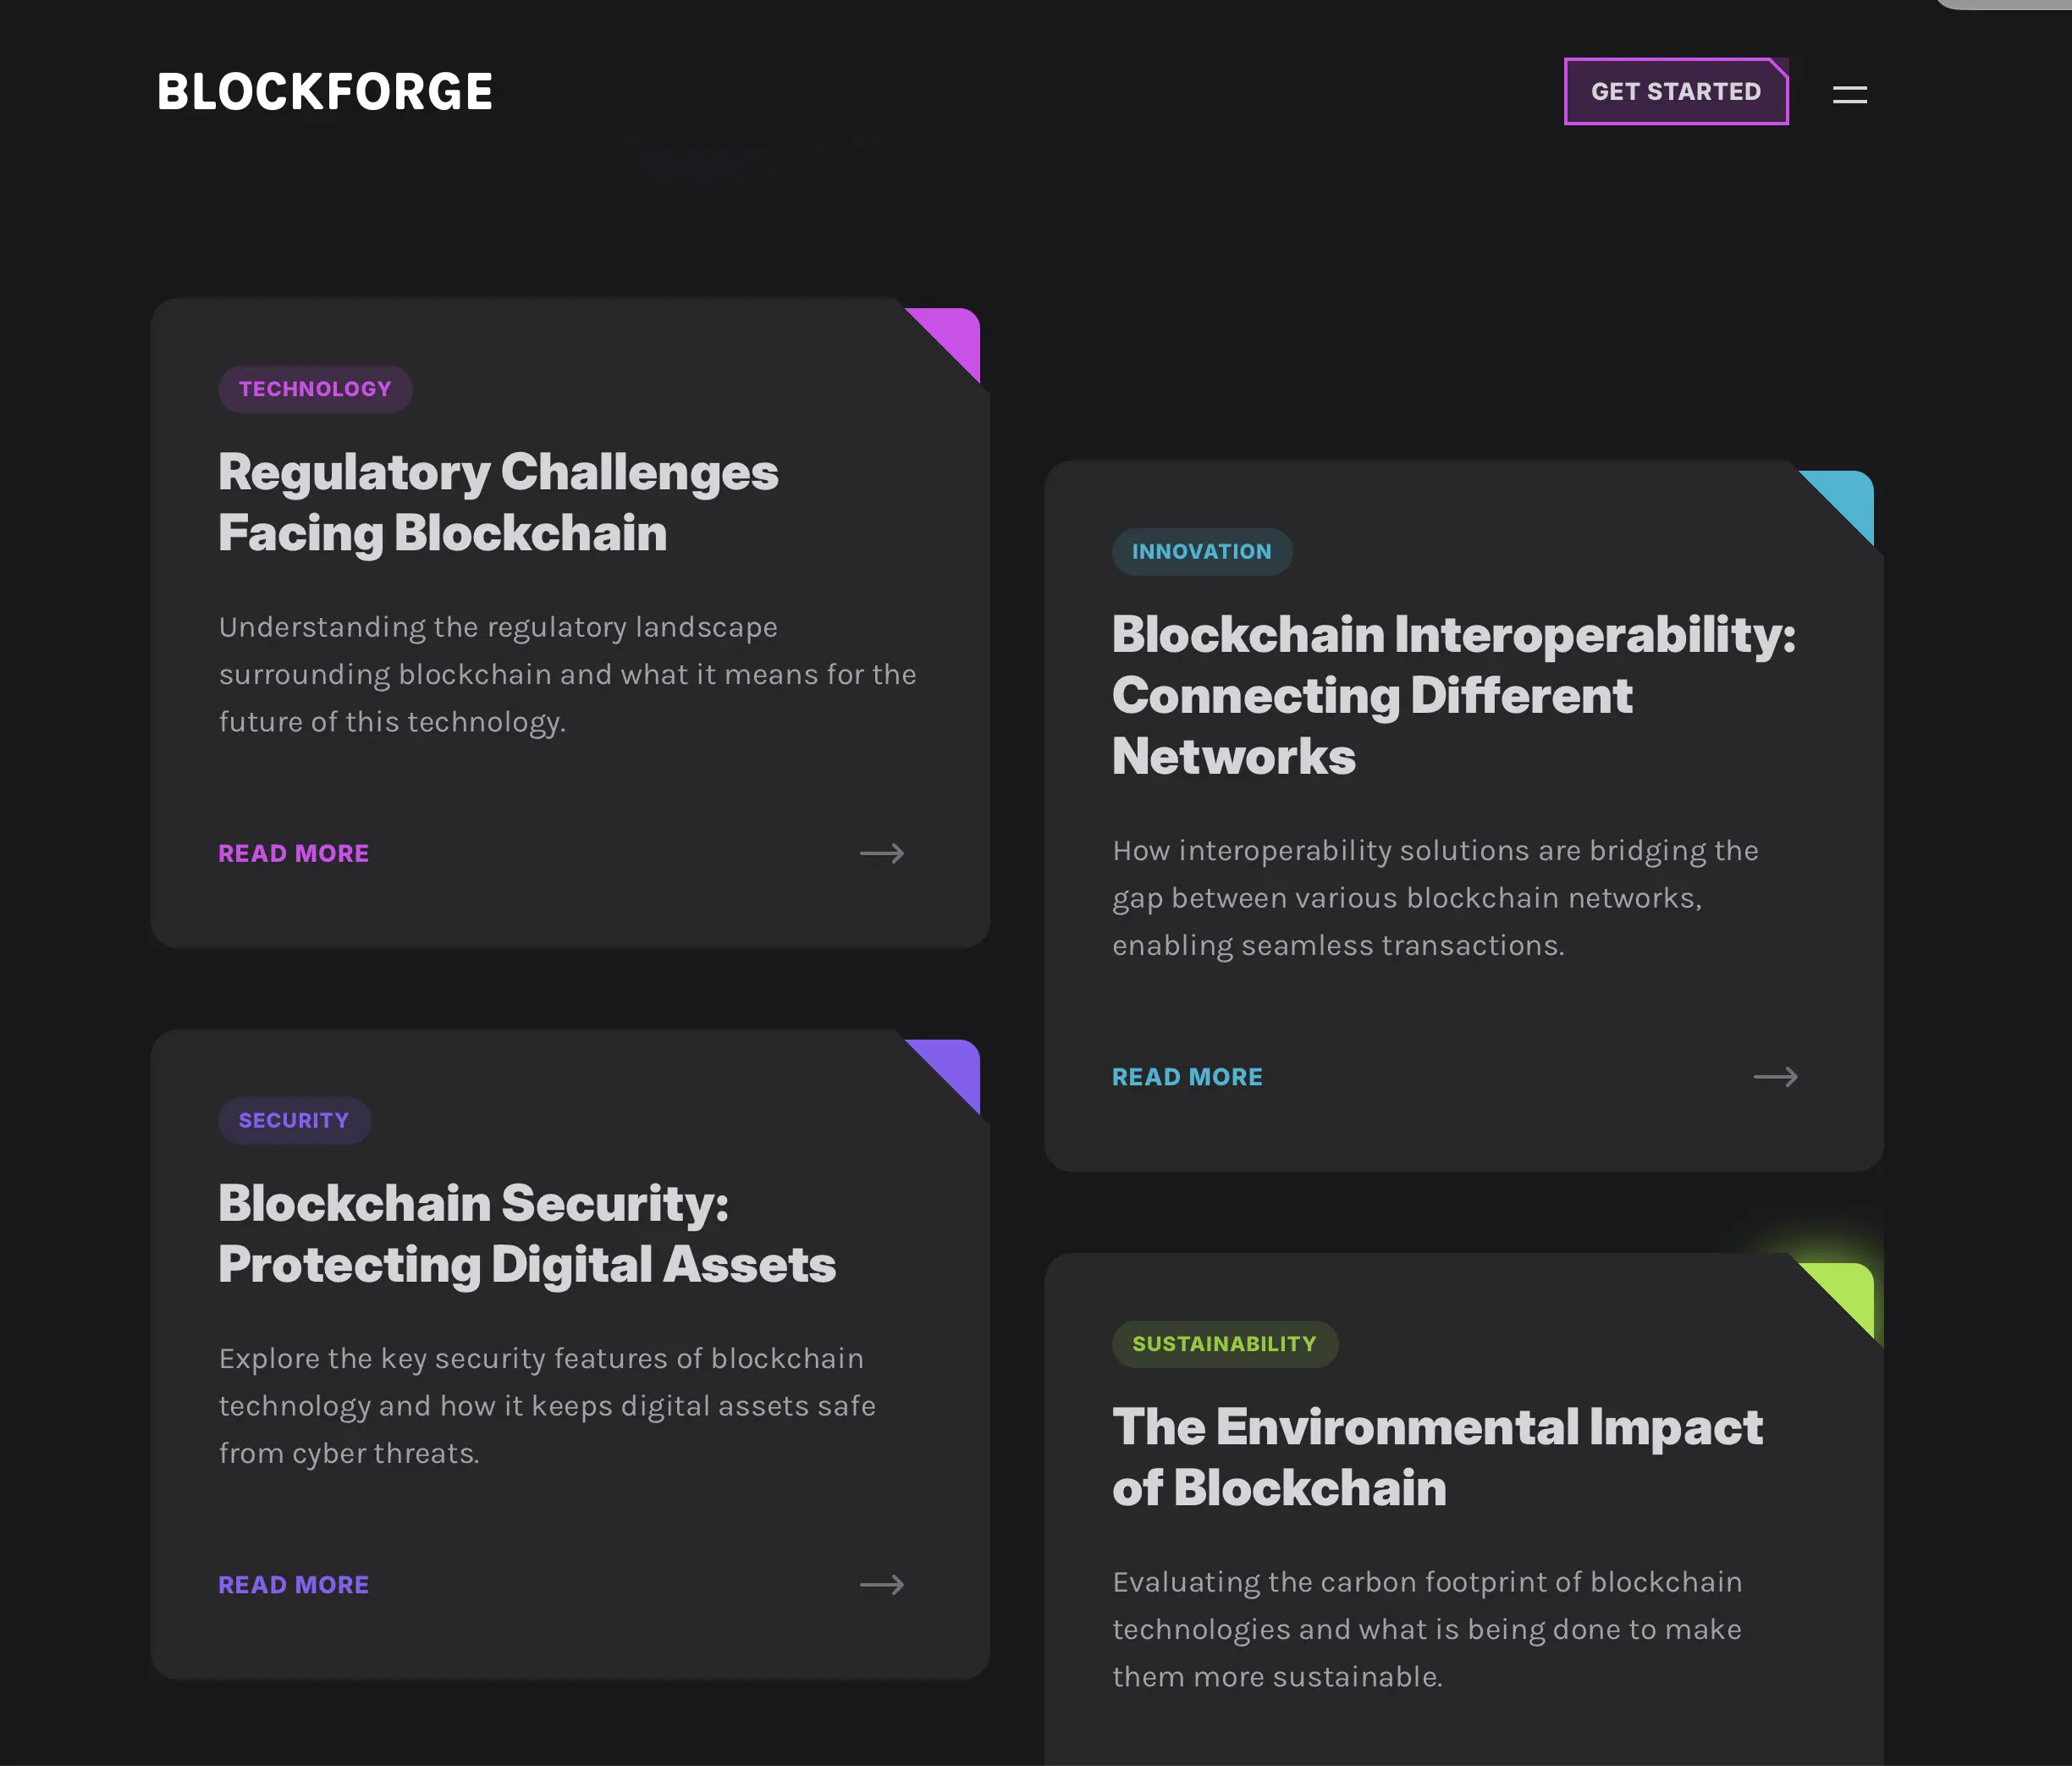 BLOCKFORGE
GET STARTED
TECHNOLOGY
Regulatory Challenges
Facing Blockchain
Understanding the regulatory landscape
surrounding blockchain and what it means for the
future of this technology.
READ MORE
INNOVATION
Blockchain Interoperability:
Connecting Different
Networks
How interoperability solutions are bridging the
gap between various blockchain networks,
enabling seamless transactions.
READ MORE
SECURITY
Blockchain Security:
Protecting Digital Assets
Explore the key security features of blockchain
technology and how it keeps digital assets safe
from cyber threats.
READ MORE
SUSTAINABILITY
The Environmental Impact
of Blockchain
Evaluating the carbon footprint of blockchain
technologies and what is being done to make
them more sustainable.